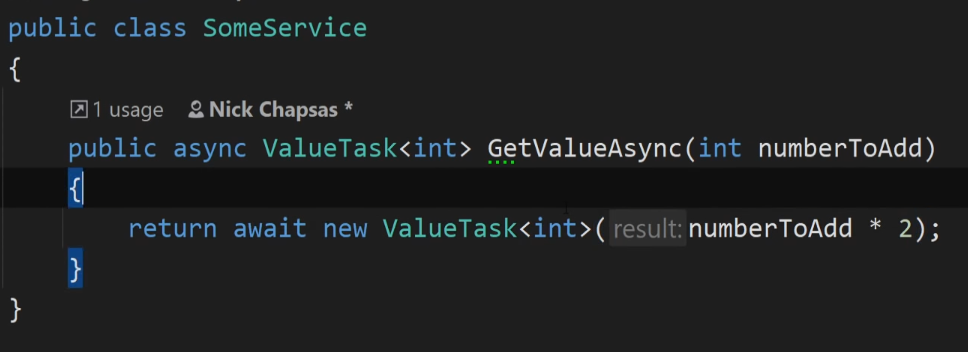 public class SomeService
{
1 usage Nick Chapsas *
public async ValueTask<int> GetValueAsync(int numberToAdd)
{
return await new ValueTask<int>(result: numberToAdd * 2);
}
}